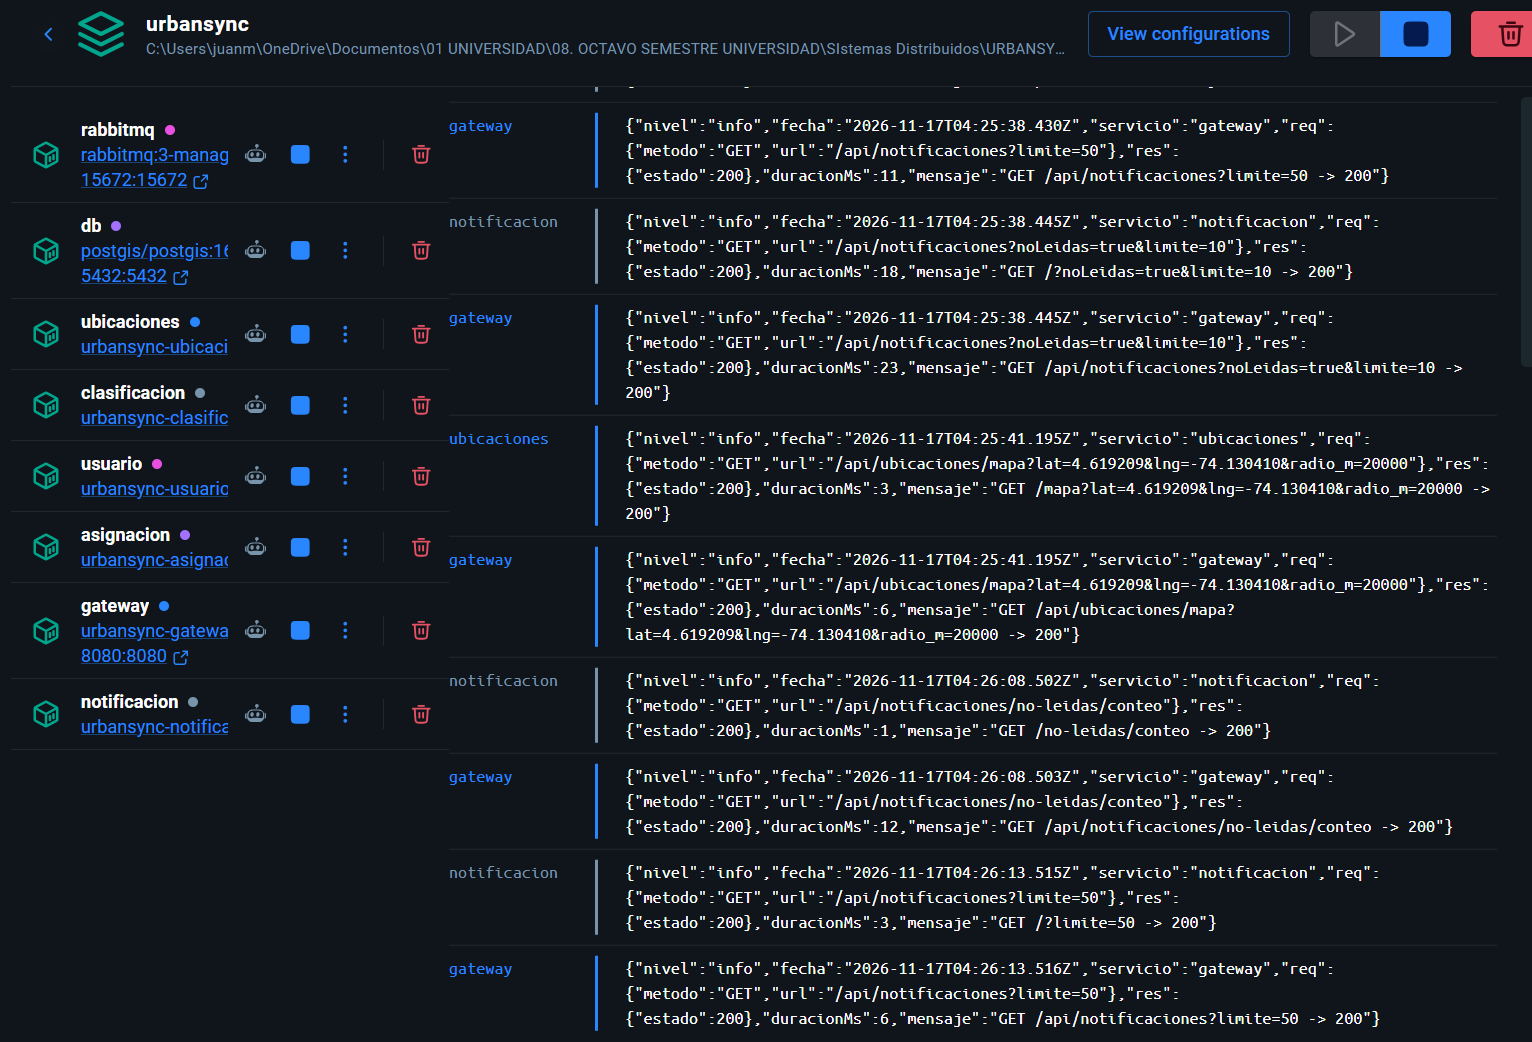 urbansync
C:\Users\juanm\OneDrive\Documentos\01 UNIVERSIDAD\08. OCTAVO SEMESTRE UNIVERSIDAD\SIstemas Distribuidos\URBANSY...
View configurations
rabbitmq
rabbitmq:3-manag
15672:15672
db
postgis/postgis:16
5432:5432
ubicaciones
urbansync-ubicaci
clasificacion
urbansync-clasific
usuario
urbansync-usuario
asignacion
urbansync-asignac
gateway
urbansync-gatewa
8080:8080
notificacion
urbansync-notifica
gateway
{"nivel":"info","fecha":"2026-11-17T04:25:38.430Z","servicio":"gateway","req":
{"metodo":"GET","url":"/api/notificaciones?limite=50"},"res":
{"estado":200},"duracionMs":11,"mensaje":"GET /api/notificaciones?limite=50 -> 200"}
notificacion
{"nivel":"info","fecha":"2026-11-17T04:25:38.445Z","servicio":"notificacion","req":
{"metodo":"GET","url":"/api/notificaciones?noLeidas=true&limite=10"},"res":
{"estado":200},"duracionMs":18,"mensaje":"GET /?noLeidas=true&limite=10 -> 200"}
gateway
{"nivel":"info","fecha":"2026-11-17T04:25:38.445Z","servicio":"gateway","req":
{"metodo":"GET","url":"/api/notificaciones?noLeidas=true&limite=10"},"res":
{"estado":200},"duracionMs":23,"mensaje":"GET /api/notificaciones?noLeidas=true&limite=10 ->
200"}
ubicaciones
{"nivel":"info","fecha":"2026-11-17T04:25:41.195Z","servicio":"ubicaciones","req":
{"metodo":"GET","url":"/api/ubicaciones/mapa?lat=4.619209&lng=-74.130410&radio_m=20000"},"res":
{"estado":200},"duracionMs":3,"mensaje":"GET /mapa?lat=4.619209&lng=-74.130410&radio_m=20000 ->
200"}
gateway
{"nivel":"info","fecha":"2026-11-17T04:25:41.195Z","servicio":"gateway","req":
{"metodo":"GET","url":"/api/ubicaciones/mapa?lat=4.619209&lng=-74.130410&radio_m=20000"},"res":
{"estado":200},"duracionMs":6,"mensaje":"GET /api/ubicaciones/mapa?
lat=4.619209&lng=-74.130410&radio_m=20000 -> 200"}
notificacion
{"nivel":"info","fecha":"2026-11-17T04:26:08.502Z","servicio":"notificacion","req":
{"metodo":"GET","url":"/api/notificaciones/no-leidas/conteo"},"res":
{"estado":200},"duracionMs":1,"mensaje":"GET /no-leidas/conteo -> 200"}
gateway
{"nivel":"info","fecha":"2026-11-17T04:26:08.503Z","servicio":"gateway","req":
{"metodo":"GET","url":"/api/notificaciones/no-leidas/conteo"},"res":
{"estado":200},"duracionMs":12,"mensaje":"GET /api/notificaciones/no-leidas/conteo -> 200"}
notificacion
{"nivel":"info","fecha":"2026-11-17T04:26:13.515Z","servicio":"notificacion","req":
{"metodo":"GET","url":"/api/notificaciones?limite=50"},"res":
{"estado":200},"duracionMs":3,"mensaje":"GET /?limite=50 -> 200"}
gateway
{"nivel":"info","fecha":"2026-11-17T04:26:13.516Z","servicio":"gateway","req":
{"metodo":"GET","url":"/api/notificaciones?limite=50"},"res":
{"estado":200},"duracionMs":6,"mensaje":"GET /api/notificaciones?limite=50 -> 200"}